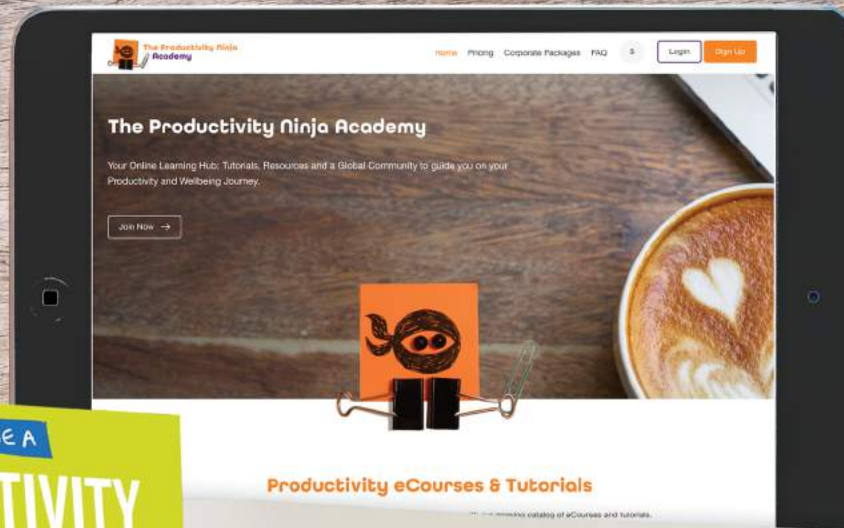 The Productivity Ninja
Academy
Home Pricing Corporate Packages FAQ $ Login Sign Up
The Productivity Ninja Academy
Your Online Learning Hub: Tutorials, Resources and a Global Community to guide you on your
Productivity and Wellbeing Journey.
Join Now →
E A
TIVITY
Productivity eCourses & Tutorials
growing catalog of eCourses and tutorials.